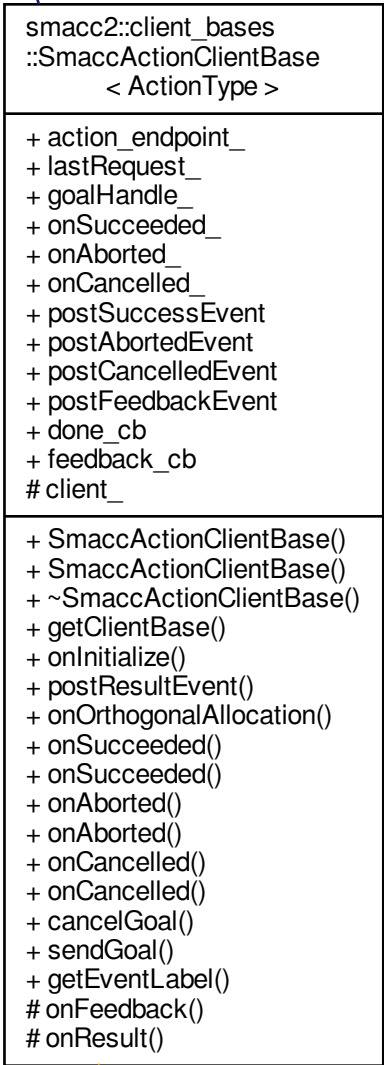 smacc2::client_bases
::SmaccActionClientBase
< ActionType >
+ action_endpoint_
+ lastRequest_
+ goalHandle_
+ onSucceeded_
+ onAborted_
+ onCancelled_
+ postSuccessEvent
+ postAbortedEvent
+ postCancelledEvent
+ postFeedbackEvent
+ done_cb
+ feedback_cb
# client_
+ SmaccActionClientBase()
+ SmaccActionClientBase()
+ ~SmaccActionClientBase()
+ getClientBase()
+ onInitialize()
+ postResultEvent()
+ onOrthogonalAllocation()
+ onSucceeded()
+ onSucceeded()
+ onAborted()
+ onAborted()
+ onCancelled()
+ onCancelled()
+ cancelGoal()
+ sendGoal()
+ getEventLabel()
# onFeedback()
# onResult()